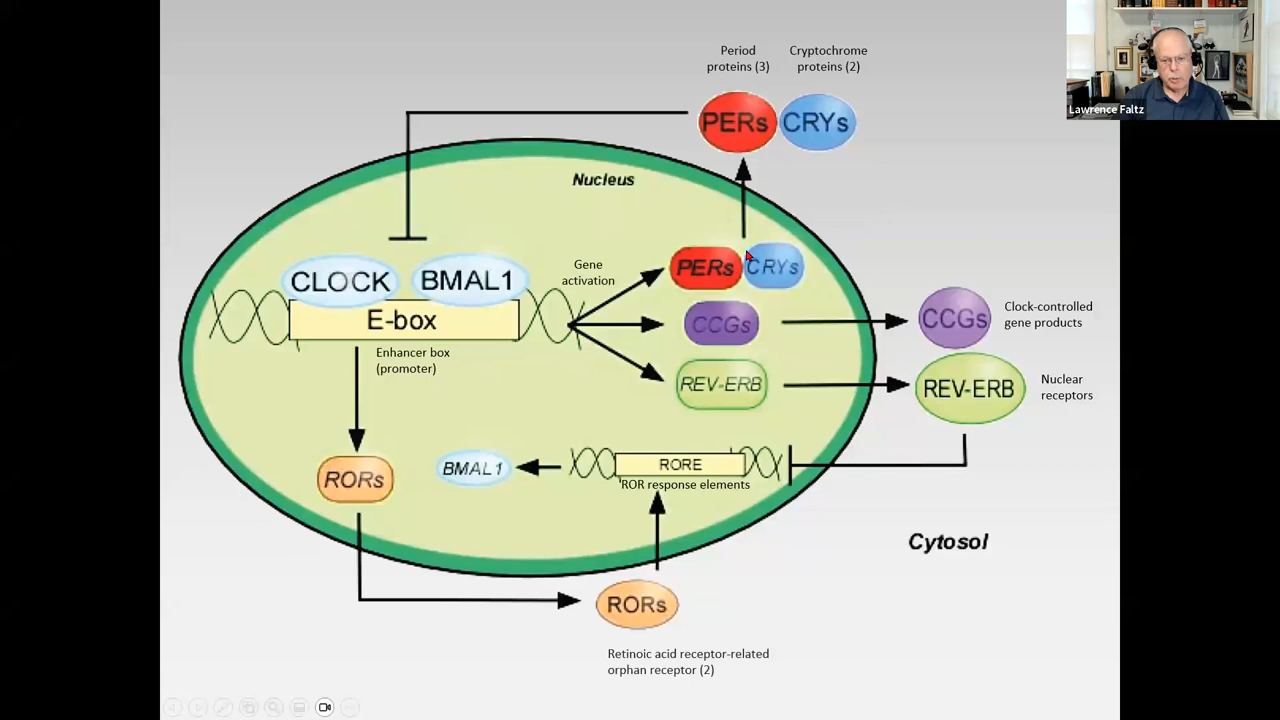 Period
proteins (3)
Cryptochrome
proteins (2)
Lawrence Faltz
PERs
CRYs
Nucleus
CLOCK
BMAL1
E-box
Enhancer box
(promoter)
Gene
activation
PERs
CRYs
CCGs
REV-ERB
CCGs
Clock-controlled
gene products
REV-ERB
Nuclear
receptors
RORs
BMAL1
RORE
ROR response elements
Cytosol
RORs
Retinoic acid receptor-related
orphan receptor (2)